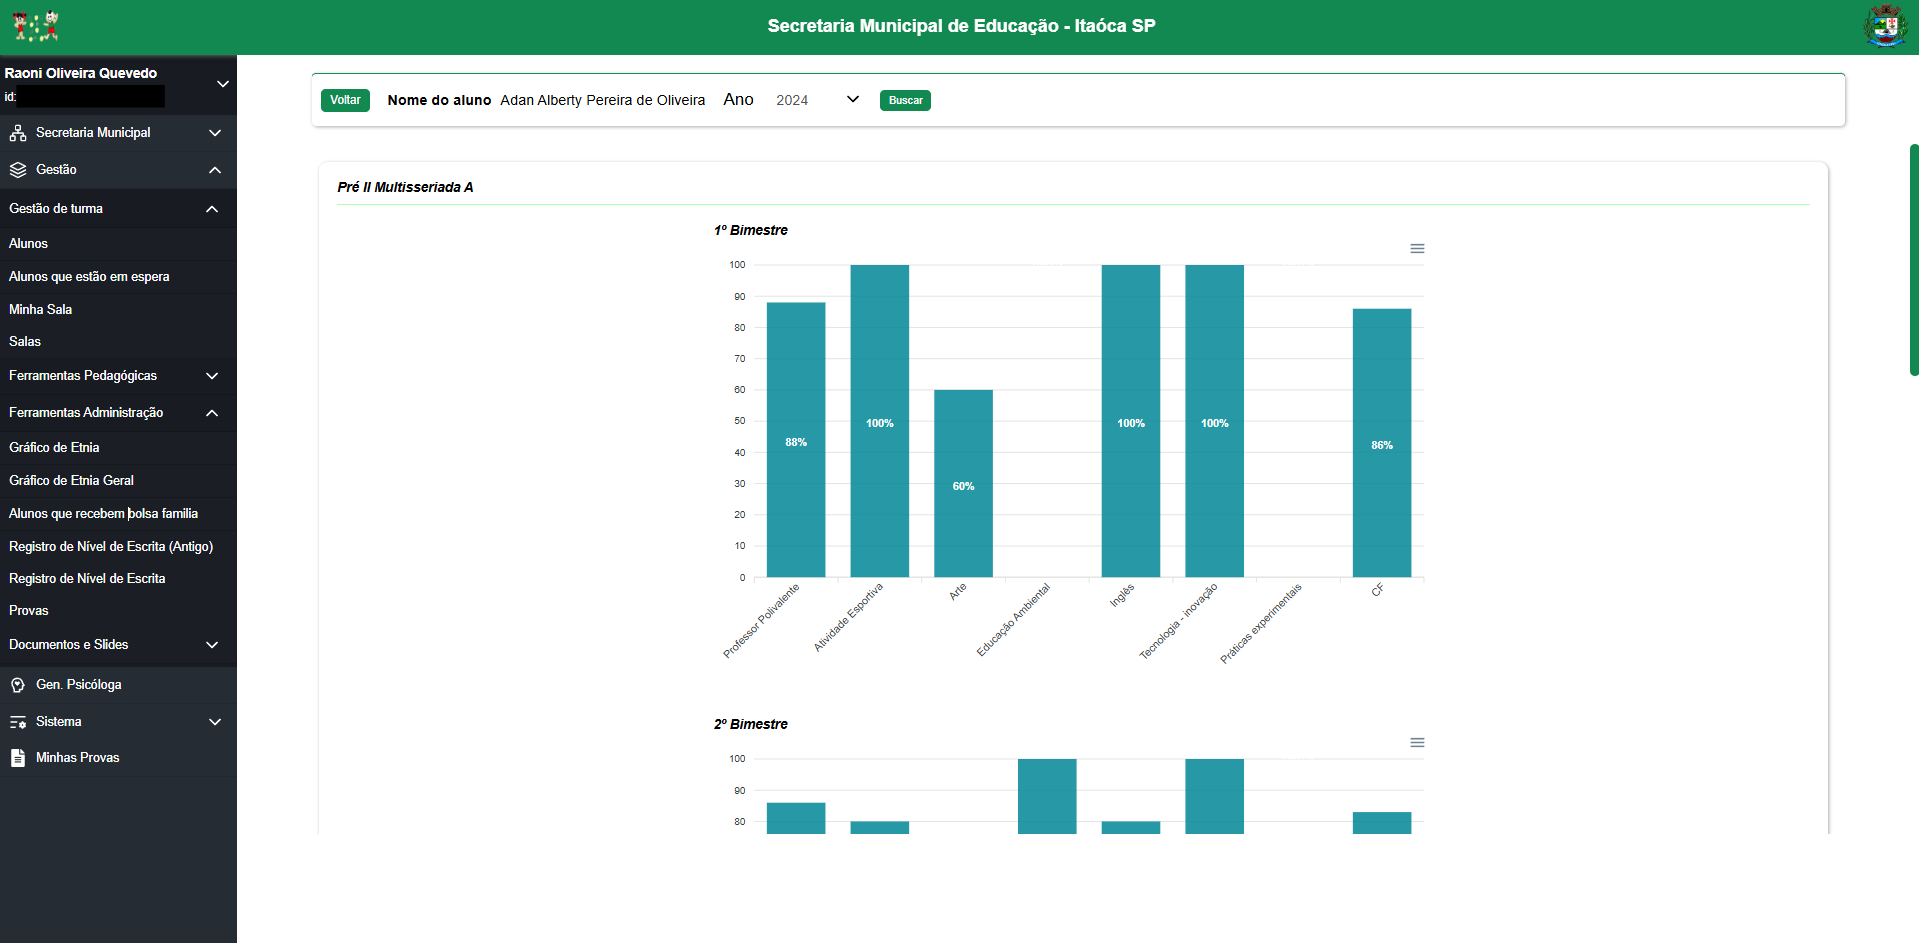 Secretaria Municipal de Educação - Itaóca SP
Raoni Oliveira Quevedo
id:
Secretaria Municipal
Gestão
Gestão de turma
Alunos
Alunos que estão em espera
Minha Sala
Salas
Ferramentas Pedagógicas
Ferramentas Administração
Gráfico de Etnia
Gráfico de Etnia Geral
Alunos que recebem bolsa familia
Registro de Nível de Escrita (Antigo)
Registro de Nível de Escrita
Provas
Documentos e Slides
Gen. Psicóloga
Sistema
Minhas Provas
Voltar Nome do aluno Adan Alberty Pereira de Oliveira Ano 2024 Buscar
Pré II Multisseriada A
1º Bimestre
100
90
80
70
60
50
40
30
20
10
0
88%
100%
60%
100%
100%
86%
Professor Polivalente
Atividade Esportiva
Arte
Educação Ambiental
Inglês
Tecnologia - inovação
Práticas experimentais
CF
2º Bimestre
100
90
80